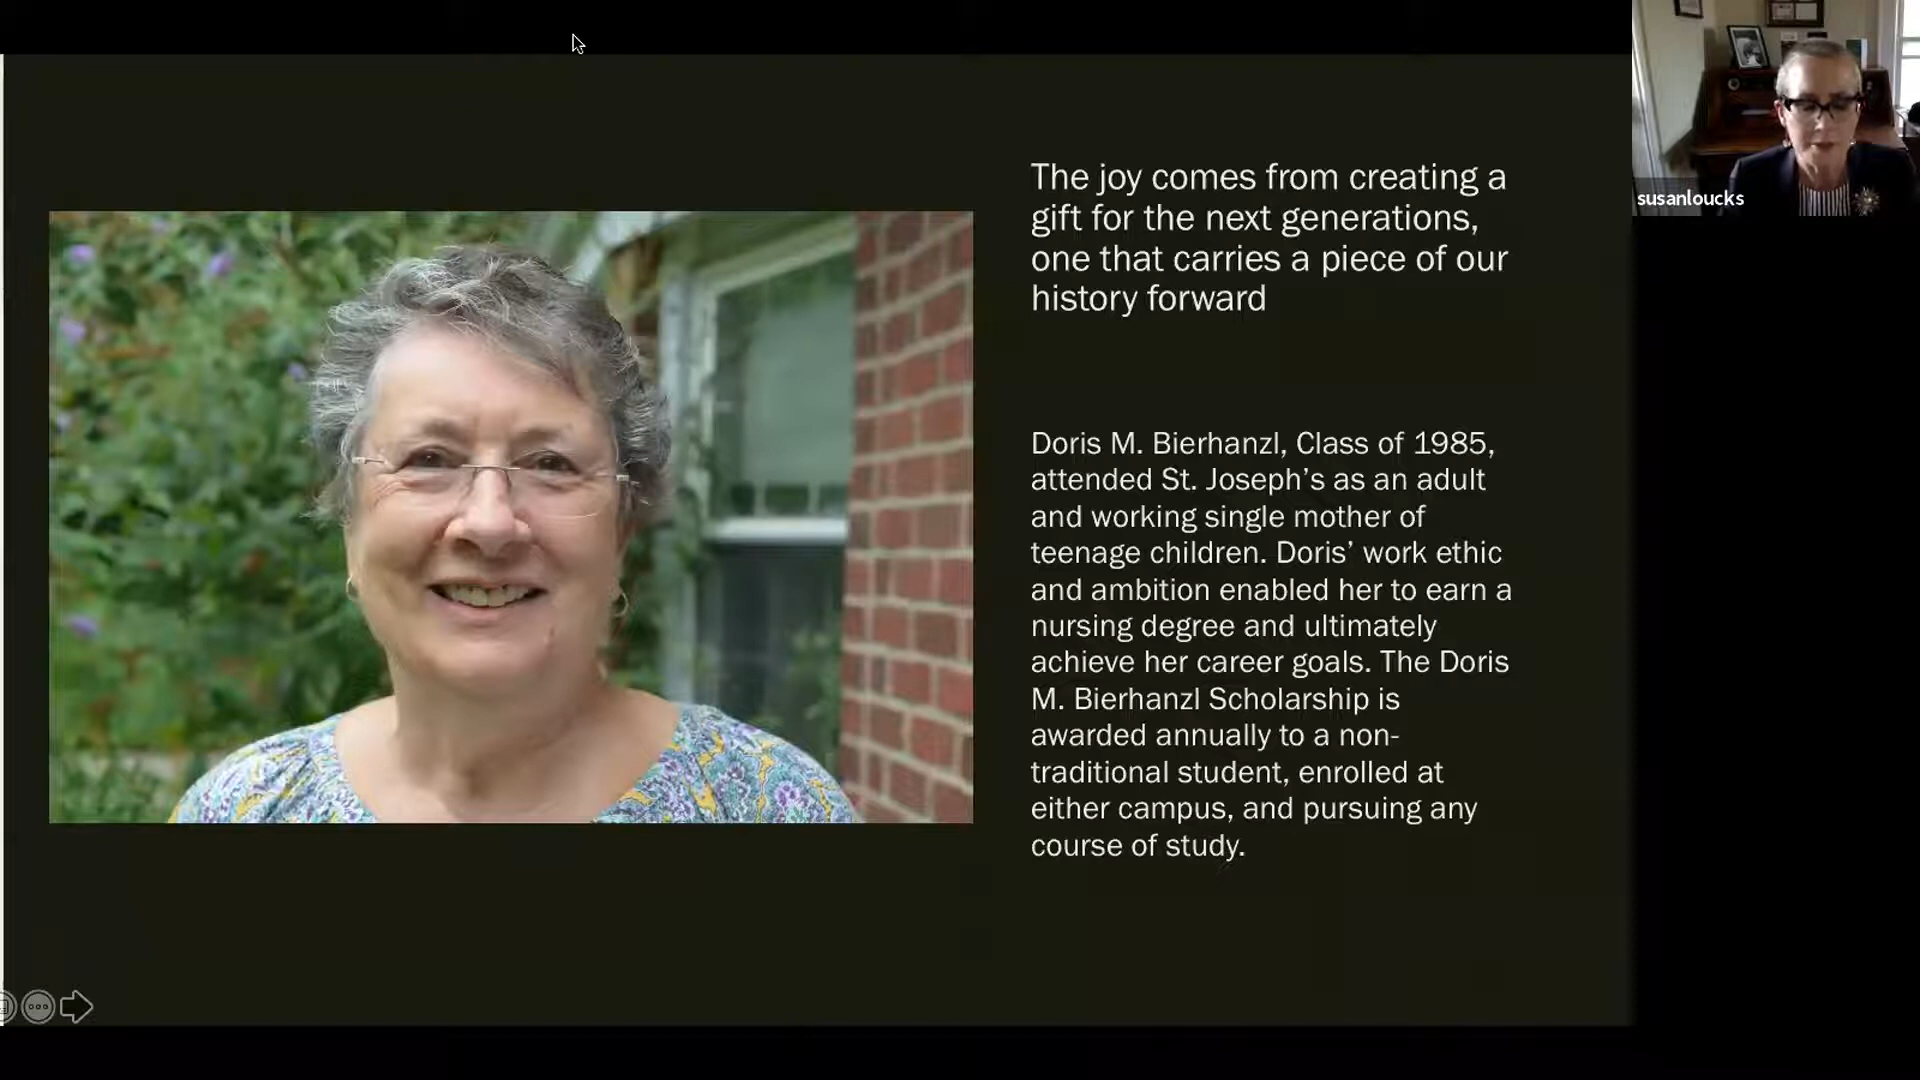 The joy comes from creating a
gift for the next generations,
one that carries a piece of our
history forward
Doris M. Bierhanzl, Class of 1985,
attended St. Joseph’s as an adult
and working single mother of
teenage children. Doris’ work ethic
and ambition enabled her to earn a
nursing degree and ultimately
achieve her career goals. The Doris
M. Bierhanzl Scholarship is
awarded annually to a non-
traditional student, enrolled at
either campus, and pursuing any
course of study.
susanloucks